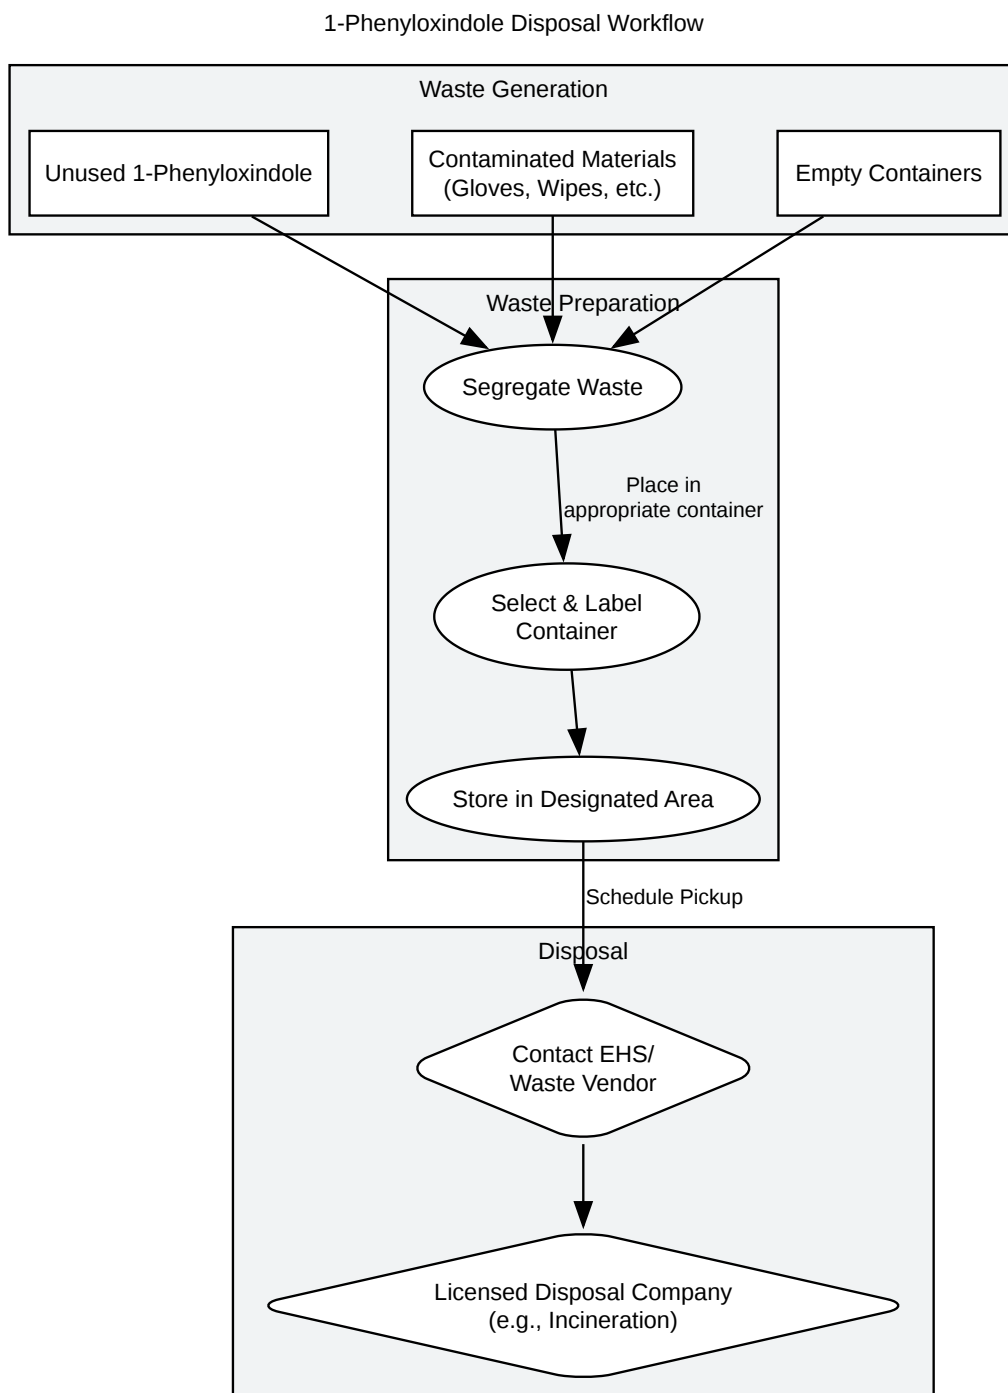 1-Phenyloxindole Disposal Workflow
Waste Generation
Unused 1-Phenyloxindole
Contaminated Materials
(Gloves, Wipes, etc.)
Empty Containers
Waste Preparation
Segregate Waste
Place in
appropriate container
Select & Label
Container
Store in Designated Area
Schedule Pickup
Disposal
Contact EHS/
Waste Vendor
Licensed Disposal Company
(e.g., Incineration)